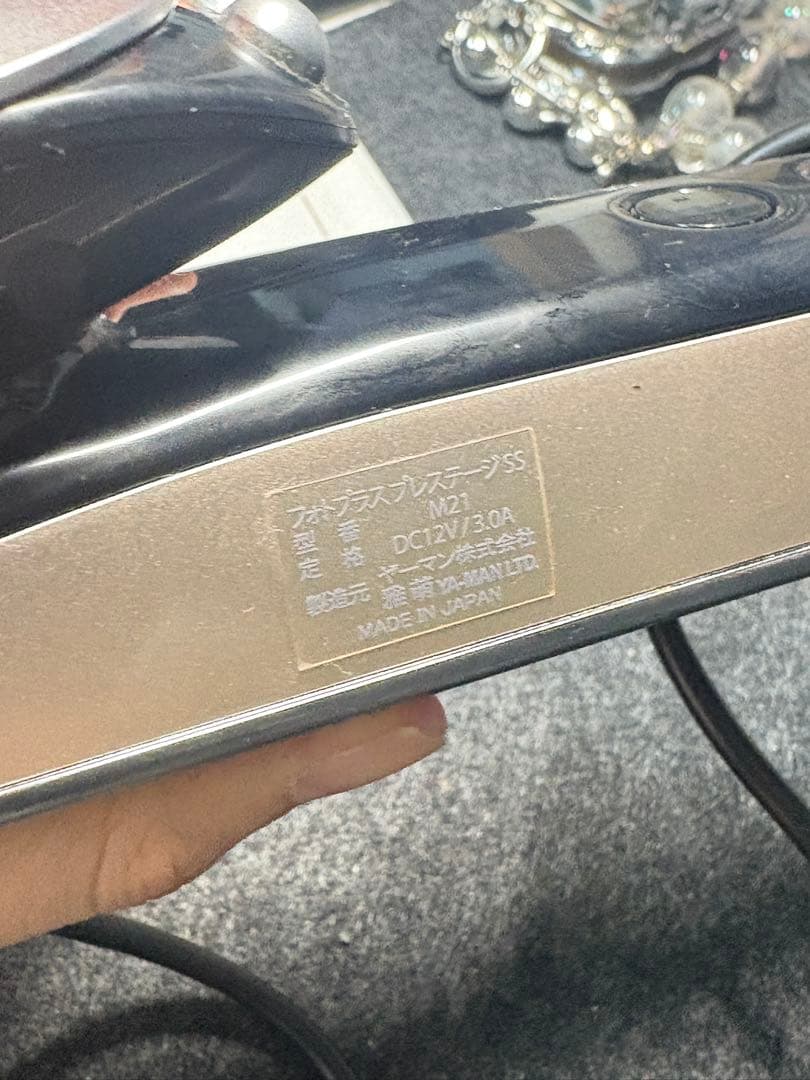 フォトプラス プレステージSS
型番 M21
定格 DC12V/3.0A
製造元 ヤーマン株式会社
雅萌 YA-MAN LTD.
MADE IN JAPAN